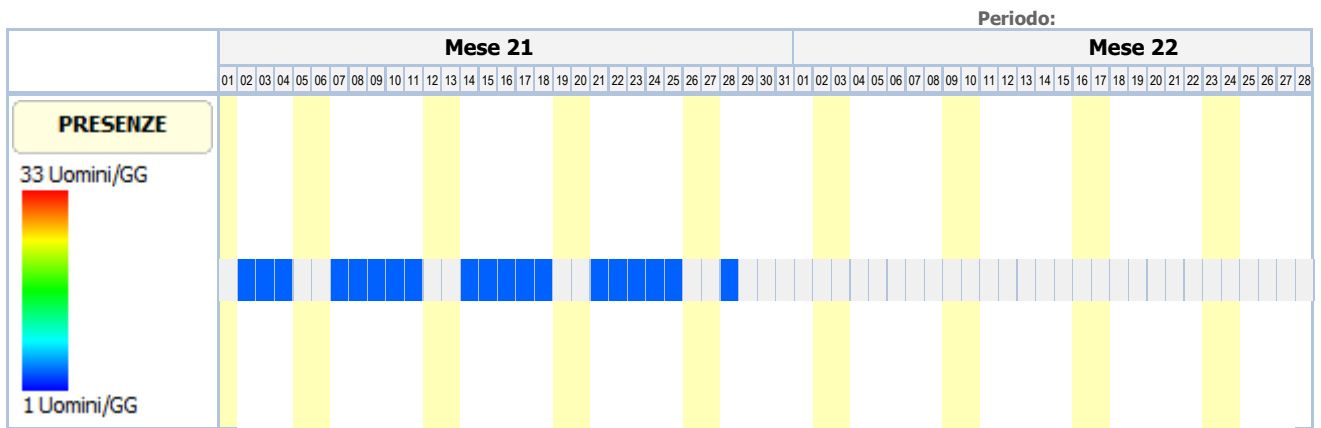 Periodo:
Mese 21 Mese 22
01 02 03 04 05 06 07 08 09 10 11 12 13 14 15 16 17 18 19 20 21 22 23 24 25 26 27 28 29 30 31 01 02 03 04 05 06 07 08 09 10 11 12 13 14 15 16 17 18 19 20 21 22 23 24 25 26 27 28
PRESENZE
33 Uomini/GG
1 Uomini/GG